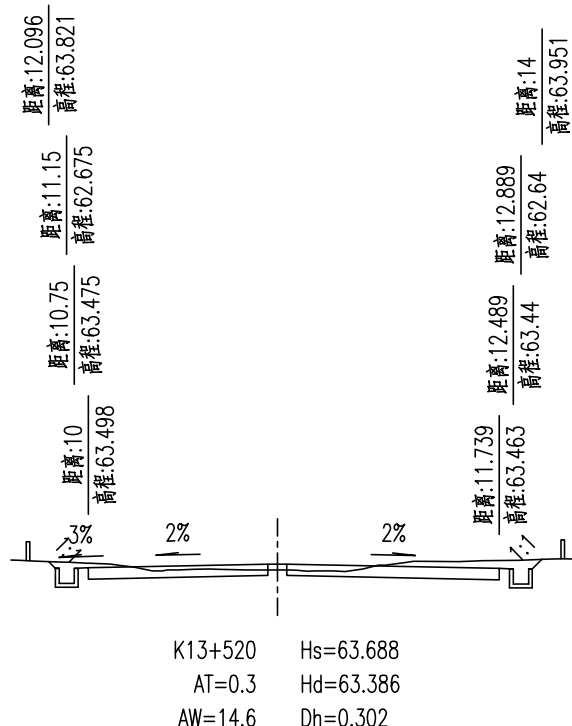 距离:12.096
高程:63.821
距离:11.15
高程:62.675
距离:10.75
高程:63.475
距离:10
高程:63.498
距离:14
高程:63.951
距离:12.889
高程:62.64
距离:12.489
高程:63.44
距离:11.739
高程:63.463
1:1
3%
2%
2%
1:1
K13+520 Hs=63.688
AT=0.3 Hd=63.386
AW=14.6 Dh=0.302